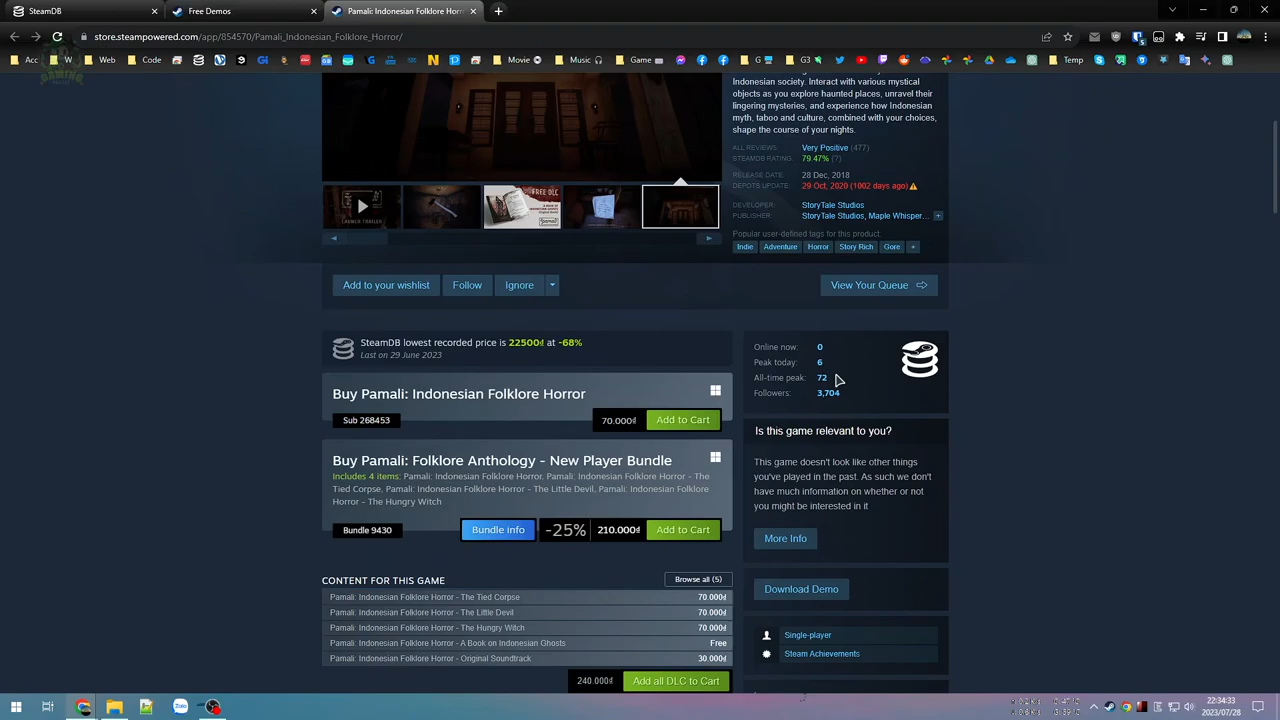 SteamDB
Free Demos
Pamali: Indonesian Folklore Horr
store.steampowered.com/app/854570/Pamali_Indonesian_Folklore_Horror/
Acc
W
Web
Codi
Movie
Music
Game
G3
Temp
Indonesian society. Interact with various mystical
objects as you explore haunted places, unravel their
lingering mysteries, and experience how Indonesian
myth, taboo and culture, combined with your choices,
shape the course of your nights.
ALL REVIEWS: Very Positive (477)
STEAMDB RATING: 79.47% (?)
RELEASE DATE: 28 Dec, 2018
DEPOTS UPDATE: 29 Oct, 2020 (1002 days ago)
DEVELOPER: StoryTale Studios
PUBLISHER: StoryTale Studios, Maple Whisper... +
Popular user-defined tags for this product:
Indie Adventure Horror Story Rich Gore +
GAMEPLAY TRAILER
FREE DLC
Add to your wishlist Follow Ignore View Your Queue
SteamDB lowest recorded price is 22500₫ at -68%
Last on 29 June 2023
Online now: 0
Peak today: 6
All-time peak: 72
Followers: 3,704
Buy Pamali: Indonesian Folklore Horror
Sub 268453 70.000₫ Add to Cart
Is this game relevant to you?
This game doesn't look like other things
you've played in the past. As such we don't
have much information on whether or not
you might be interested in it
More Info
Buy Pamali: Folklore Anthology - New Player Bundle
Includes 4 items: Pamali: Indonesian Folklore Horror, Pamali: Indonesian Folklore Horror - The
Tied Corpse, Pamali: Indonesian Folklore Horror - The Little Devil, Pamali: Indonesian Folklore
Horror - The Hungry Witch
Bundle 9430 Bundle info -25% 210.000₫ Add to Cart
Download Demo
CONTENT FOR THIS GAME Browse all (5)
Pamali: Indonesian Folklore Horror - The Tied Corpse 70.000₫
Pamali: Indonesian Folklore Horror - The Little Devil 70.000₫
Pamali: Indonesian Folklore Horror - The Hungry Witch 70.000₫
Pamali: Indonesian Folklore Horror - A Book on Indonesian Ghosts Free
Pamali: Indonesian Folklore Horror - Original Soundtrack 30.000₫
240.000₫ Add all DLC to Cart
Single-player
Steam Achievements
Zalo
22:34:33
2023/07/28